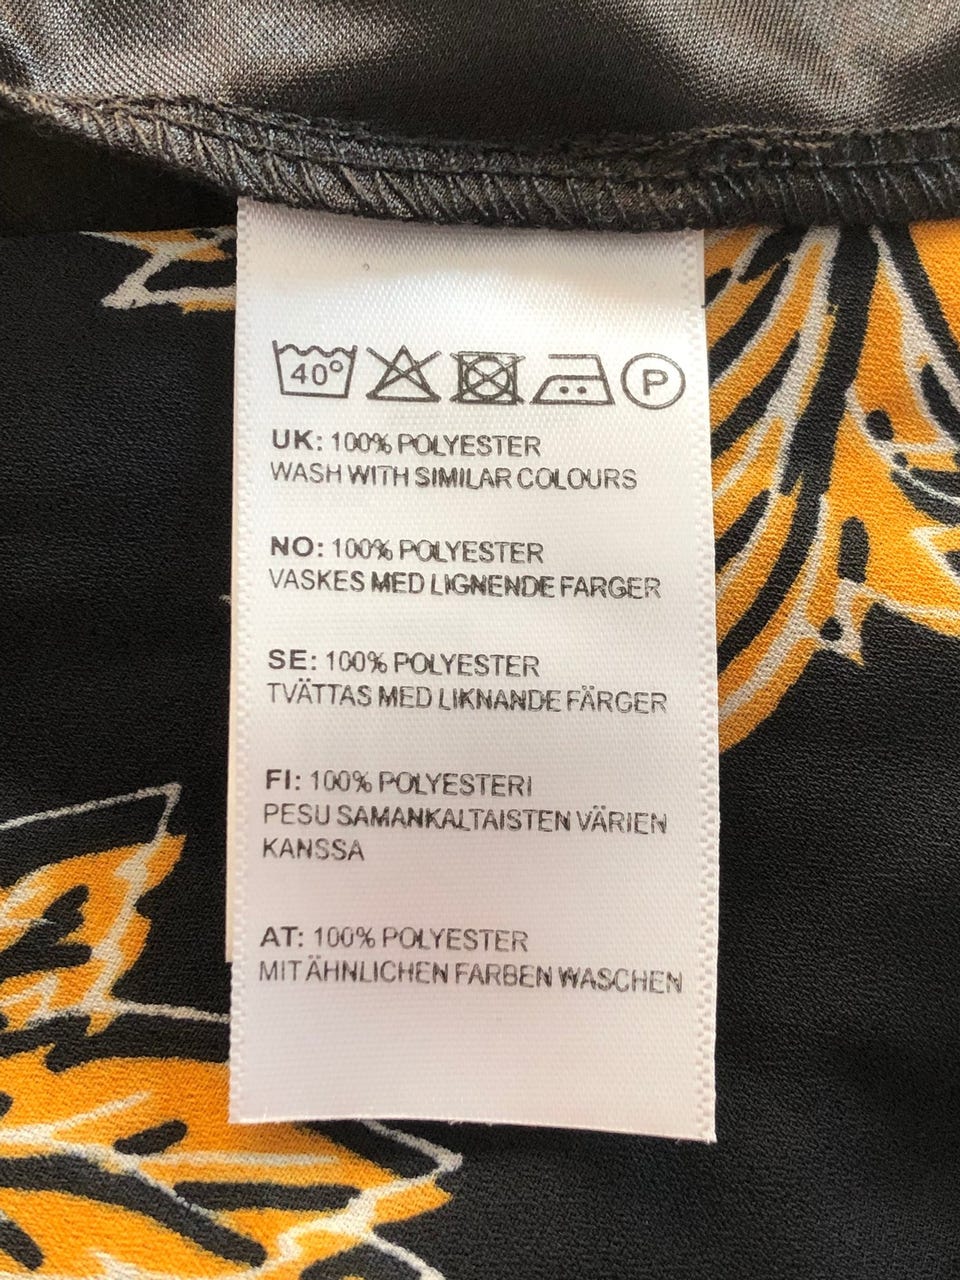 40°
P
UK: 100% POLYESTER
WASH WITH SIMILAR COLOURS
NO: 100% POLYESTER
VASKES MED LIGNENDE FARGER
SE: 100% POLYESTER
TVÄTTAS MED LIKNANDE FÄRGER
FI: 100% POLYESTERI
PESU SAMANKALTAISTEN VÄRIEN
KANSSA
AT: 100% POLYESTER
MIT ÄHNLICHEN FARBEN WASCHEN